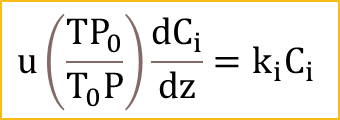 u (TP₀/T₀P) dCᵢ/dz = kᵢCᵢ